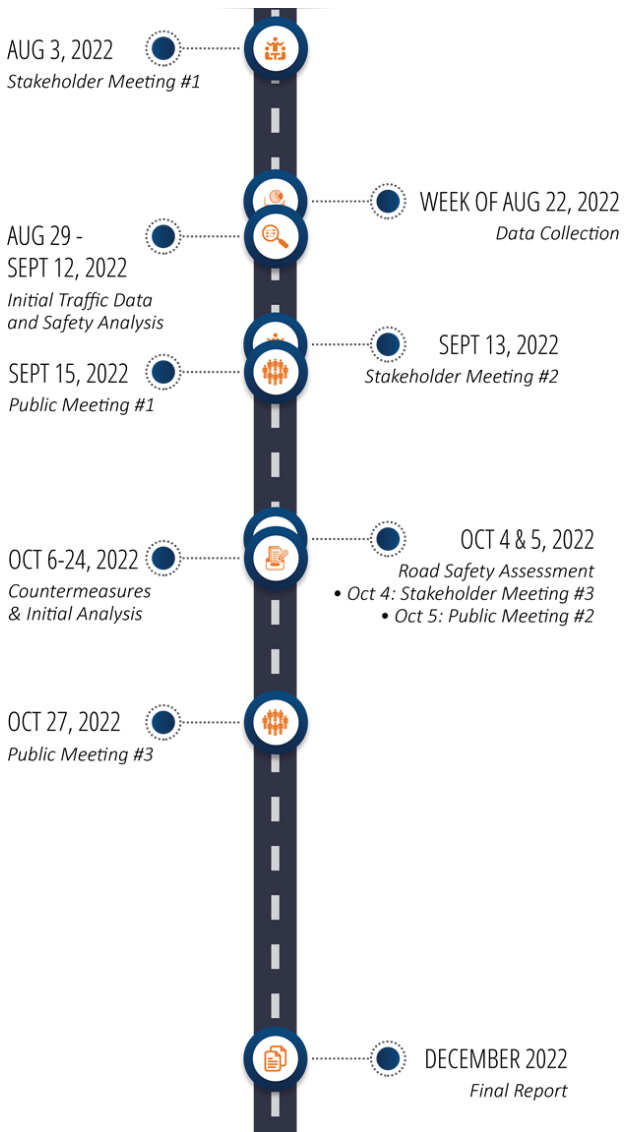 AUG 3, 2022
Stakeholder Meeting #1
WEEK OF AUG 22, 2022
Data Collection
AUG 29 -
SEPT 12, 2022
Initial Traffic Data
and Safety Analysis
SEPT 13, 2022
Stakeholder Meeting #2
SEPT 15, 2022
Public Meeting #1
OCT 4 & 5, 2022
Road Safety Assessment
• Oct 4: Stakeholder Meeting #3
• Oct 5: Public Meeting #2
OCT 6-24, 2022
Countermeasures
& Initial Analysis
OCT 27, 2022
Public Meeting #3
DECEMBER 2022
Final Report